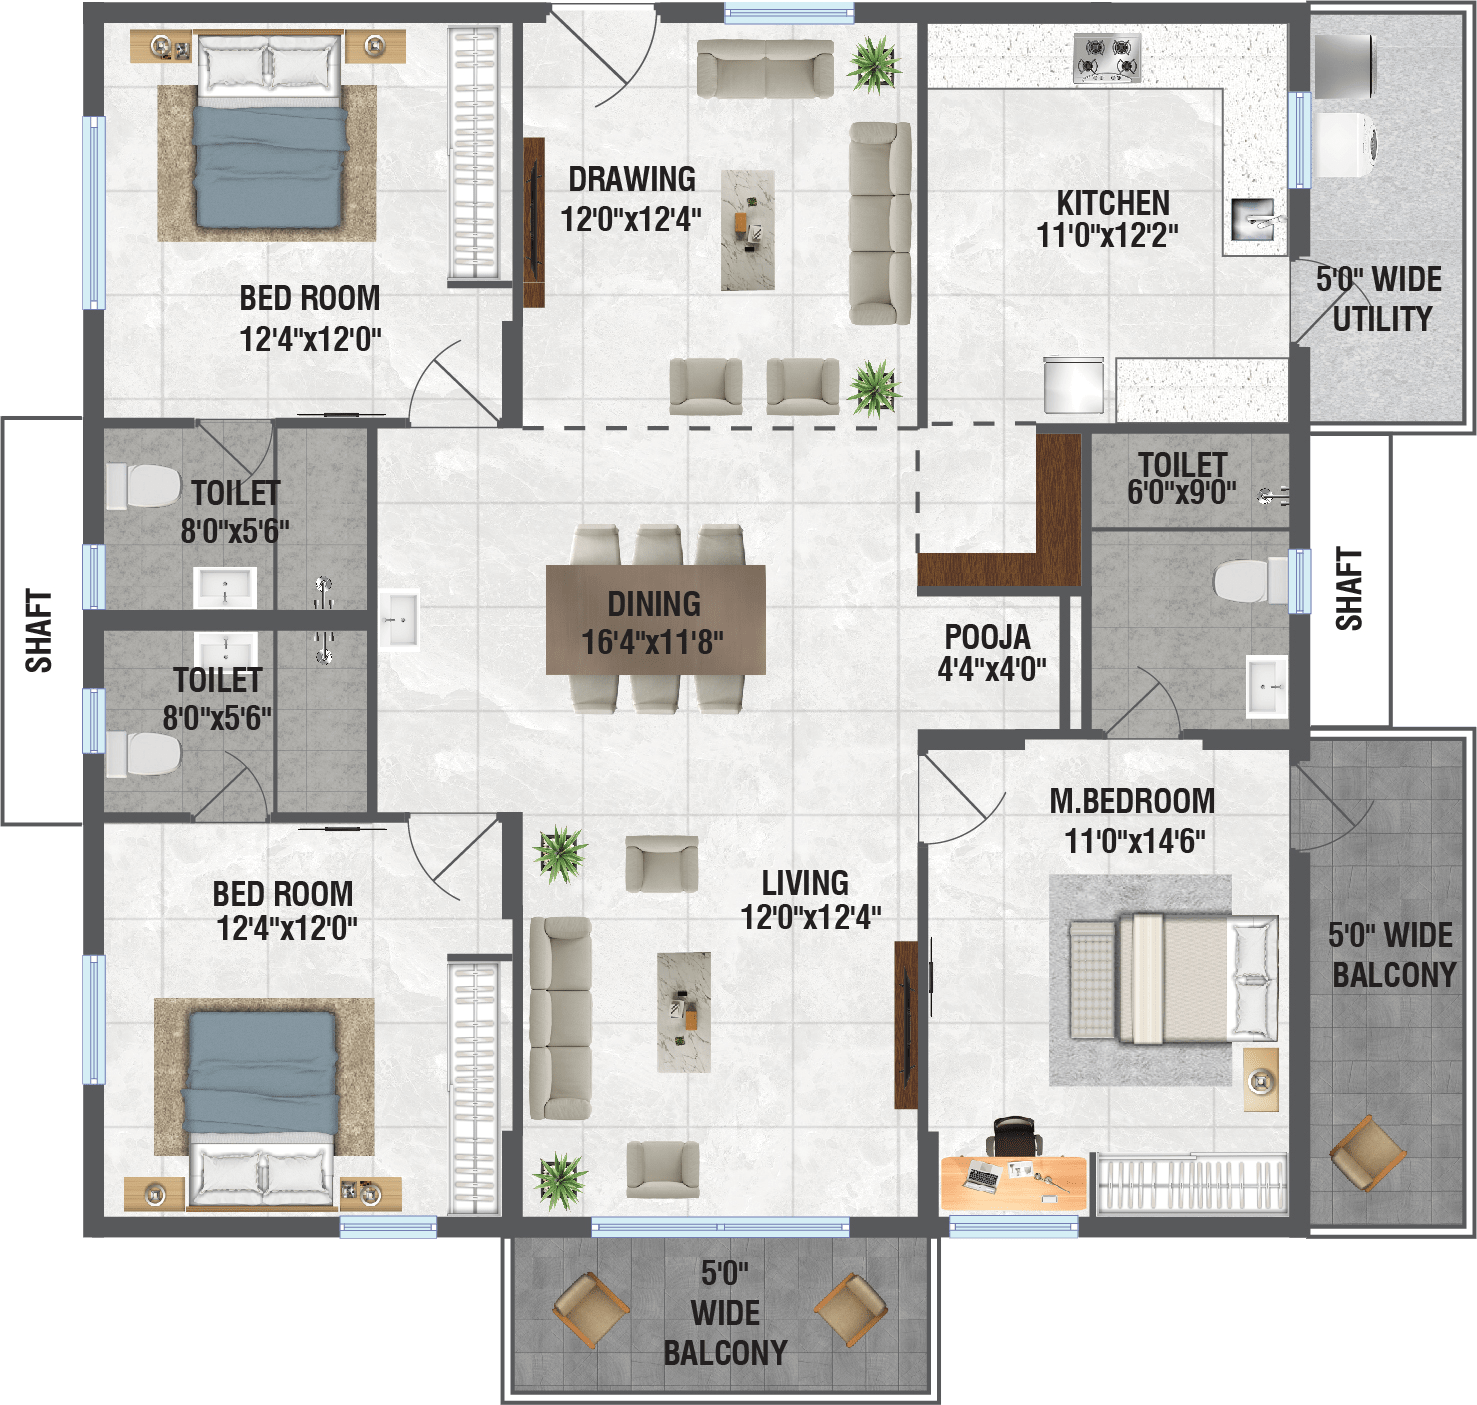 DRAWING
12'0"x12'4"
KITCHEN
11'0"x12'2"
5'0" WIDE
UTILITY
BED ROOM
12'4"x12'0"
TOILET
8'0"x5'6"
TOILET
6'0"x9'0"
SHAFT
SHAFT
DINING
16'4"x11'8"
POOJA
4'4"x4'0"
TOILET
8'0"x5'6"
M.BEDROOM
11'0"x14'6"
BED ROOM
12'4"x12'0"
LIVING
12'0"x12'4"
5'0" WIDE
BALCONY
5'0"
WIDE
BALCONY